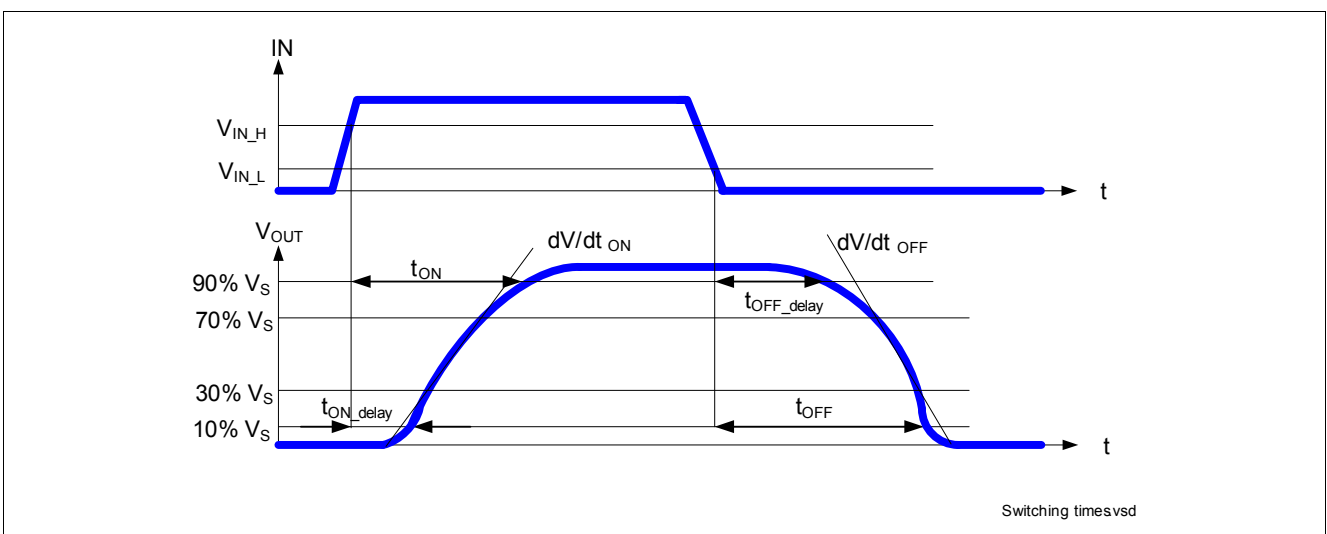 IN
V_IN_H
V_IN_L
t
V_OUT
dV/dt ON
dV/dt OFF
90% V_S
t_ON
t_OFF_delay
70% V_S
30% V_S
t_ON_delay
t_OFF
10% V_S
t
Switching times.vsd